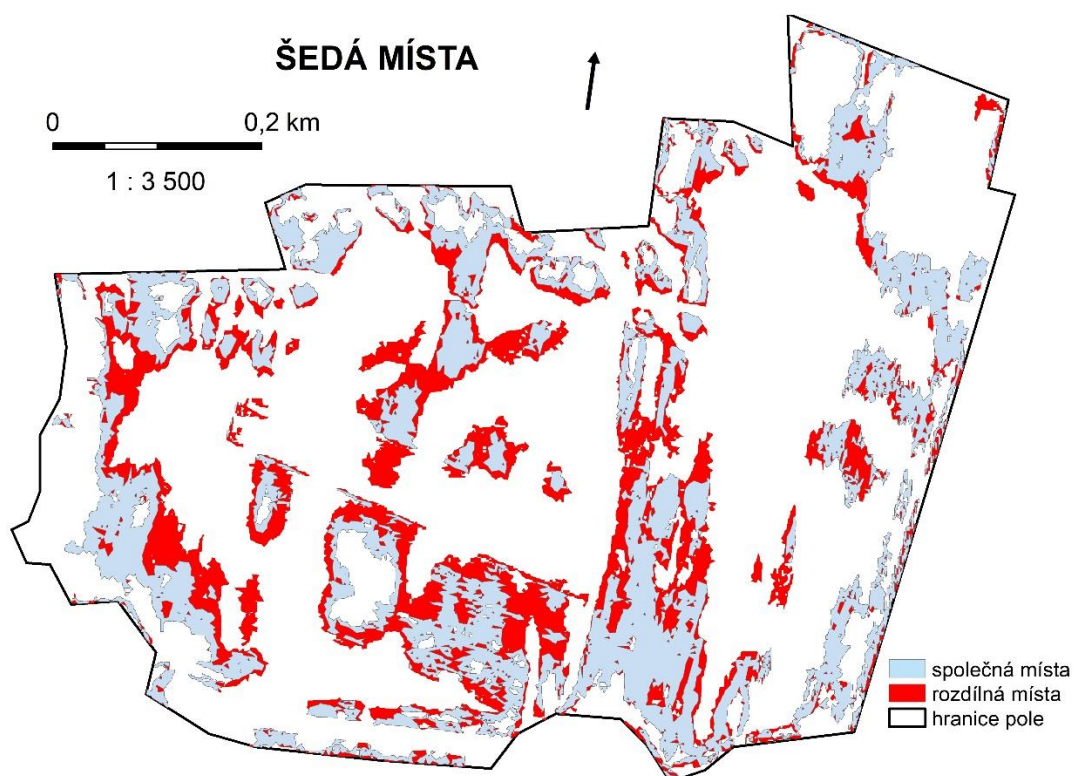 ŠEDÁ MÍSTA
0 0,2 km
1 : 3 500
společná místa
rozdílná místa
hranice pole